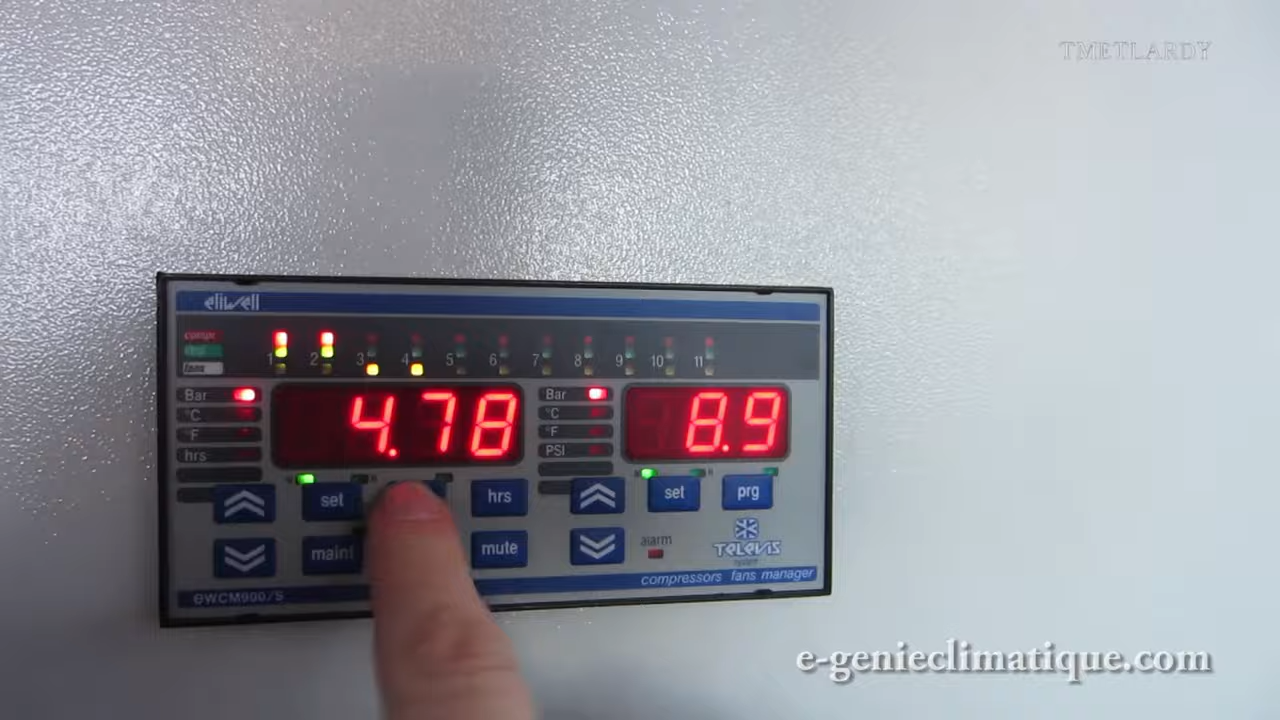 TMETLARDY
eliwell
compr
fans
1 2 3 4 5 6 7 8 9 10 11
Bar
°C
°F
hrs
4.78
Bar
°C
°F
PSI
8.9
set
hrs
set
prg
maint
mute
alarm
TELEVIS
compressors fans manager
EWCM900/S
e-genieclimatique.com